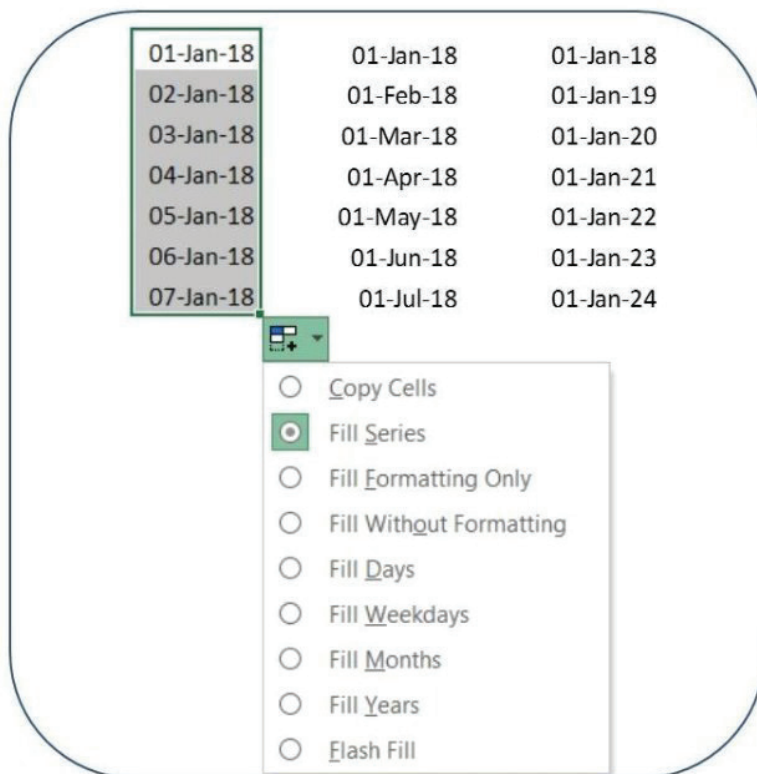 01-Jan-18 01-Jan-18 01-Jan-18
02-Jan-18 01-Feb-18 01-Jan-19
03-Jan-18 01-Mar-18 01-Jan-20
04-Jan-18 01-Apr-18 01-Jan-21
05-Jan-18 01-May-18 01-Jan-22
06-Jan-18 01-Jun-18 01-Jan-23
07-Jan-18 01-Jul-18 01-Jan-24
Copy Cells
Fill Series
Fill Formatting Only
Fill Without Formatting
Fill Days
Fill Weekdays
Fill Months
Fill Years
Flash Fill